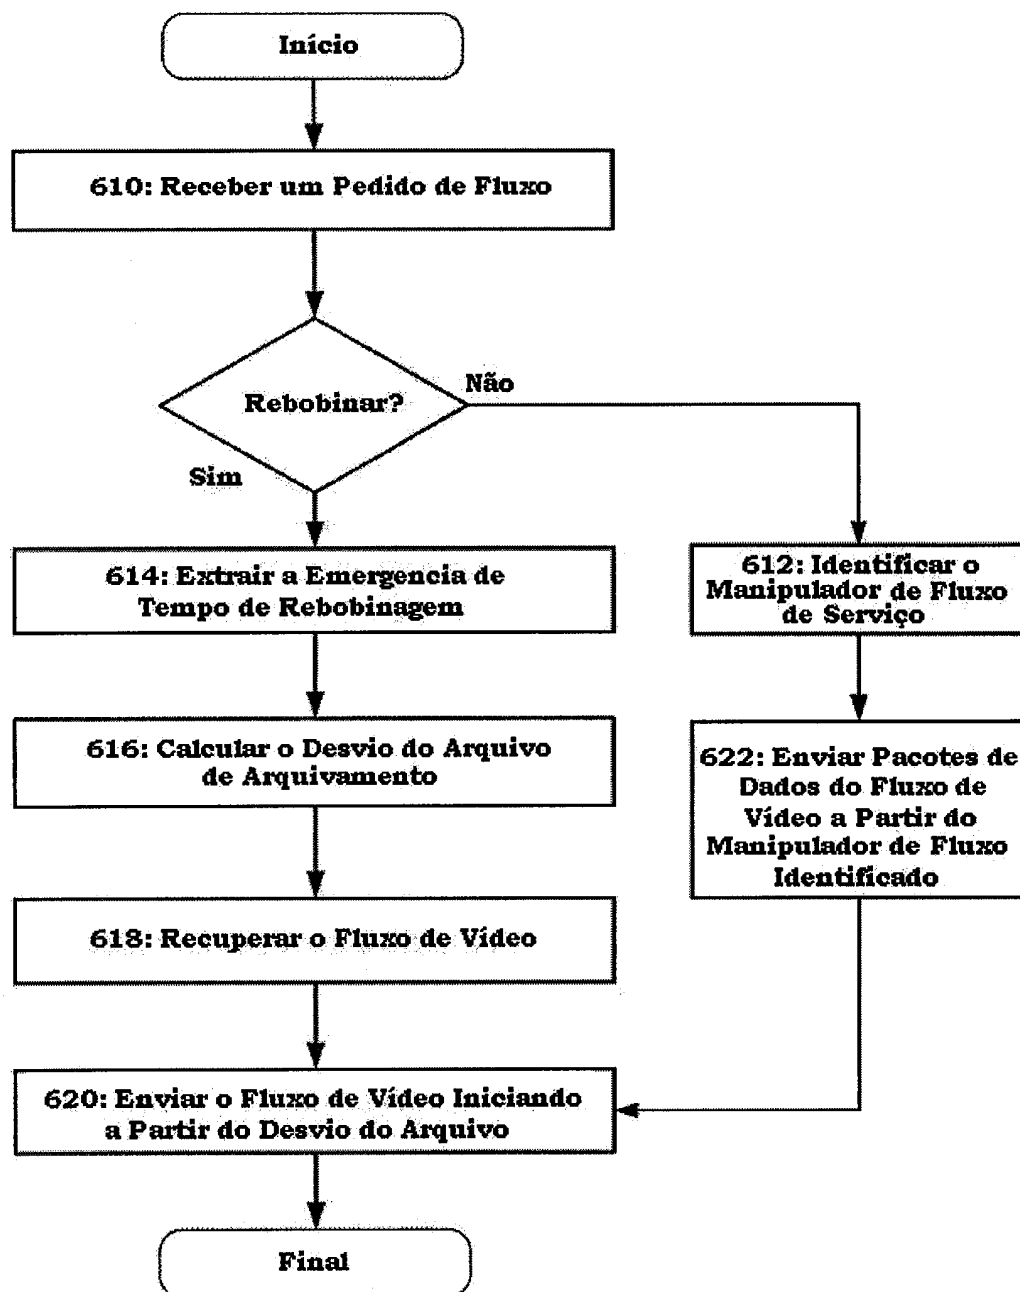 Início
610: Receber um Pedido de Fluxo
Rebobinar?
Não
Sim
614: Extrair a Emergencia de
Tempo de Rebobinagem
612: Identificar o
Manipulador de Fluxo
de Serviço
616: Calcular o Desvio do Arquivo
de Arquivamento
622: Enviar Pacotes de
Dados do Fluxo de
Vídeo a Partir do
Manipulador de Fluxo
Identificado
618: Recuperar o Fluxo de Vídeo
620: Enviar o Fluxo de Vídeo Iniciando
a Partir do Desvio do Arquivo
Final